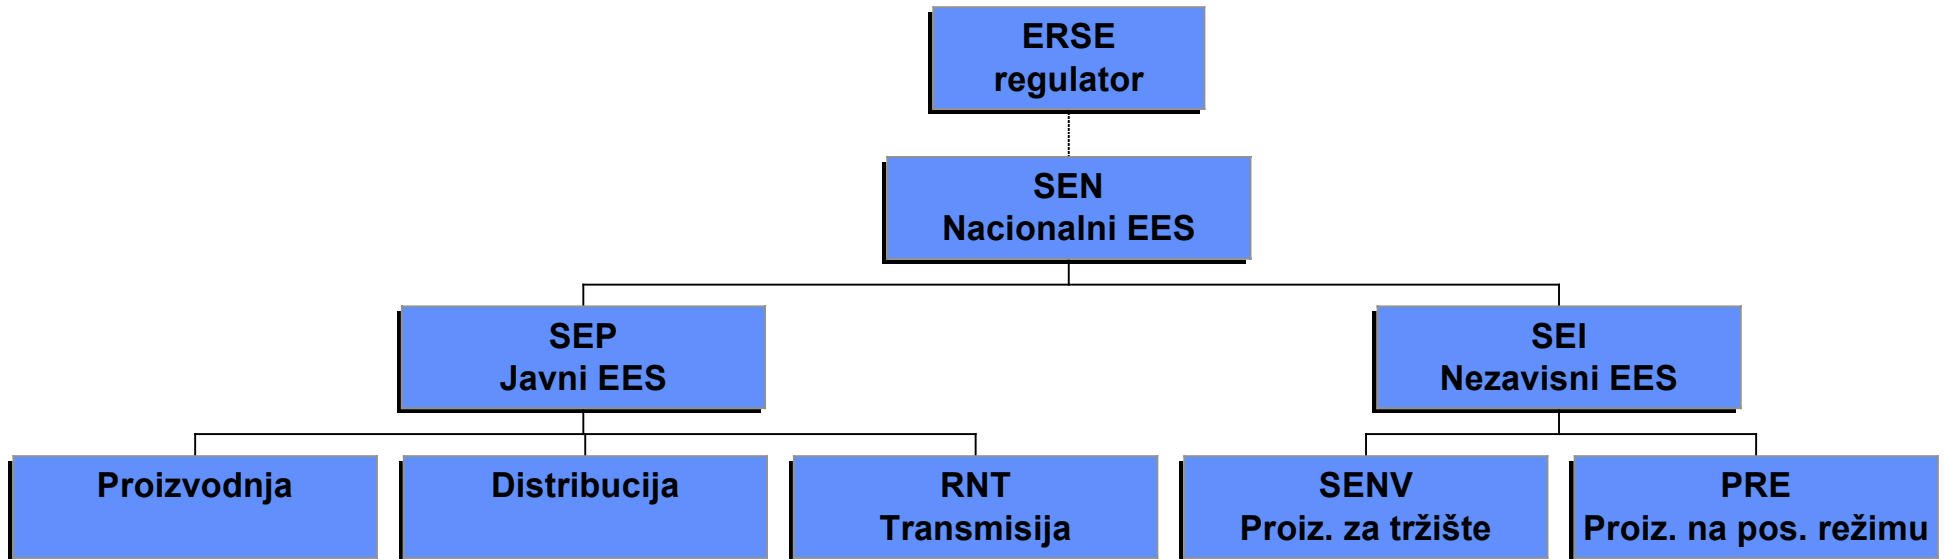 ERSE
regulator
SEN
Nacionalni EES
SEP
Javni EES
SEI
Nezavisni EES
Proizvodnja
Distribucija
RNT
Transmisija
SENV
Proiz. za tržište
PRE
Proiz. na pos. režimu